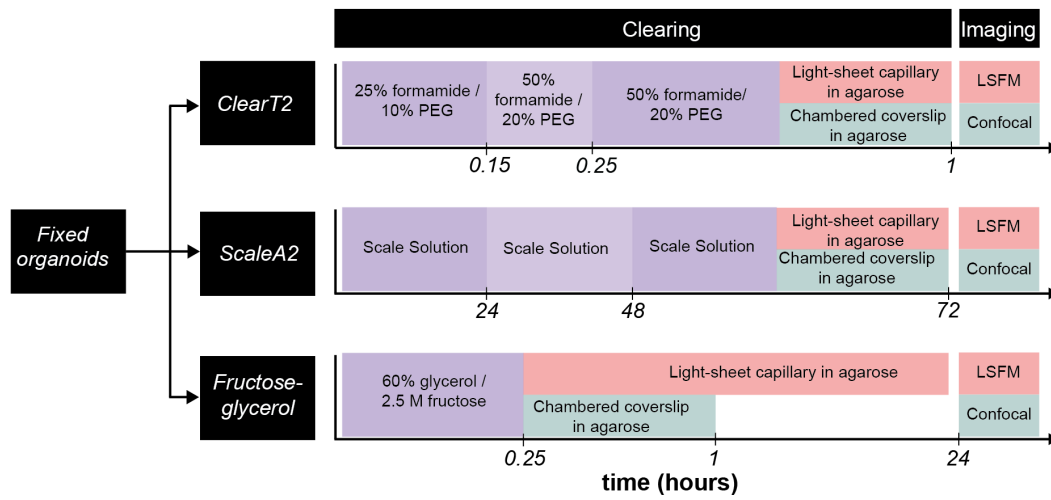 Clearing
Imaging
ClearT2
25% formamide /
10% PEG
50%
formamide /
20% PEG
50% formamide/
20% PEG
Light-sheet capillary
in agarose
Chambered coverslip
in agarose
LSFM
Confocal
0.15
0.25
1
Fixed
organoids
ScaleA2
Scale Solution
Scale Solution
Scale Solution
Light-sheet capillary
in agarose
Chambered coverslip
in agarose
LSFM
Confocal
24
48
72
Fructose-
glycerol
60% glycerol /
2.5 M fructose
Light-sheet capillary in agarose
Chambered coverslip
in agarose
LSFM
Confocal
0.25
1
24
time (hours)